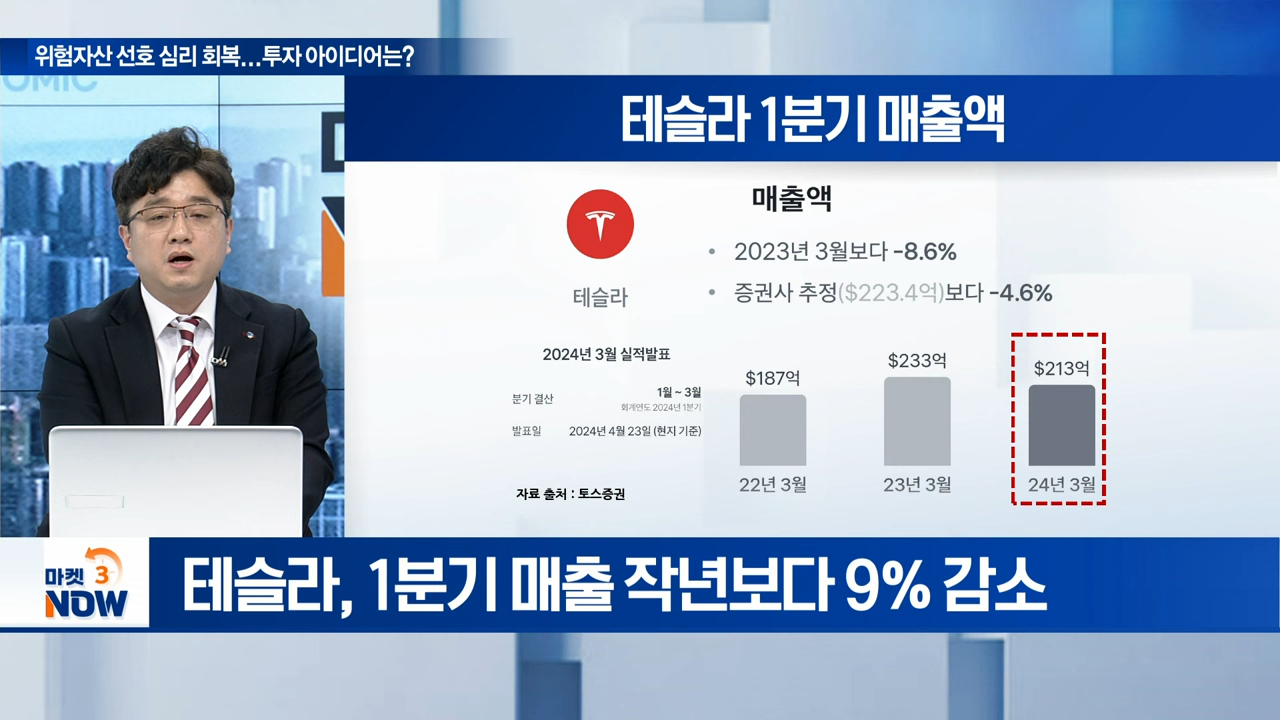 위험자산 선호 심리 회복...투자 아이디어는?
OMIC
테슬라 1분기 매출액
테슬라
매출액
• 2023년 3월보다 -8.6%
• 증권사 추정($223.4억)보다 -4.6%
2024년 3월 실적발표
분기 결산 1월 ~ 3월
회계연도 2024년 1분기
발표일 2024년 4월 23일 (현지 기준)
자료 출처 : 토스증권
$187억 $233억 $213억
22년 3월 23년 3월 24년 3월
마켓 3
NOW
테슬라, 1분기 매출 작년보다 9% 감소